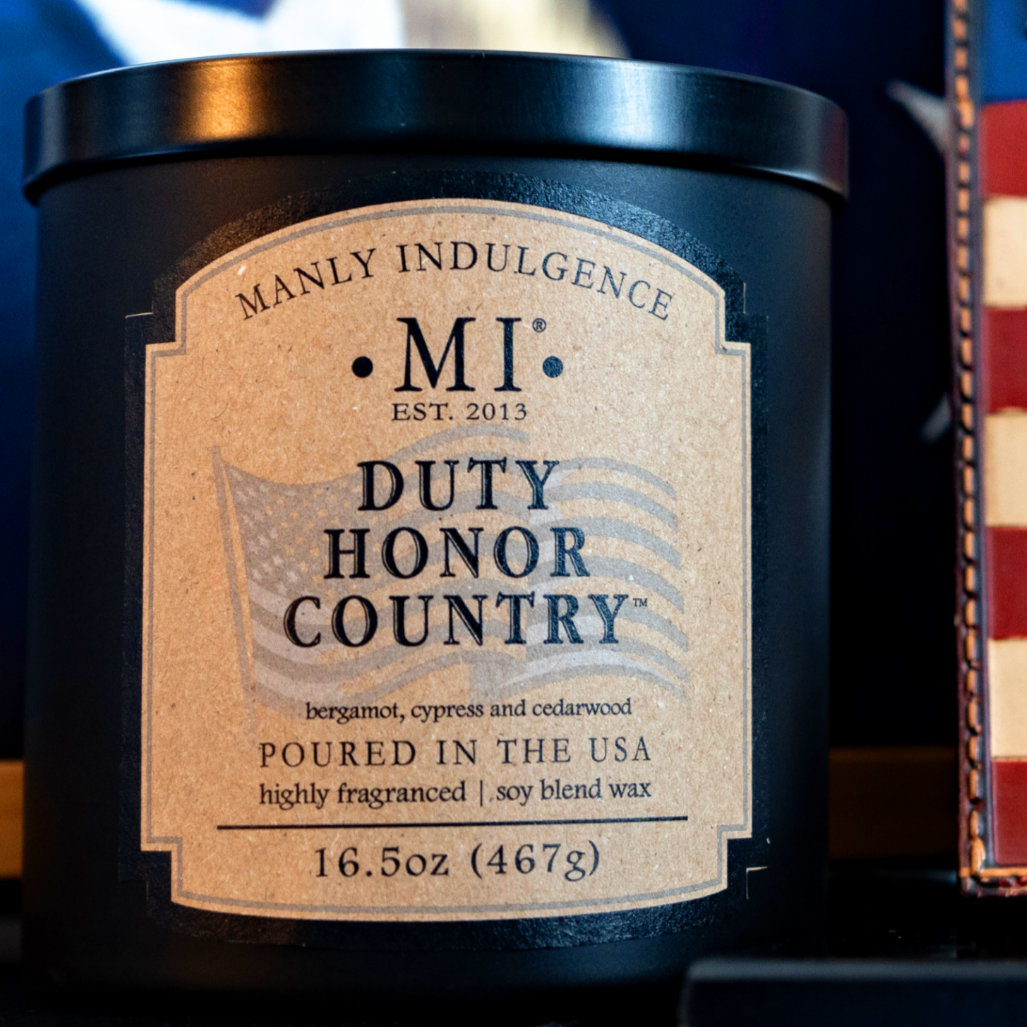 MANLY INDULGENCE
•MI®•
EST. 2013
DUTY
HONOR
COUNTRY™
bergamot, cypress and cedarwood
POURED IN THE USA
highly fragranced | soy blend wax
16.5oz (467g)